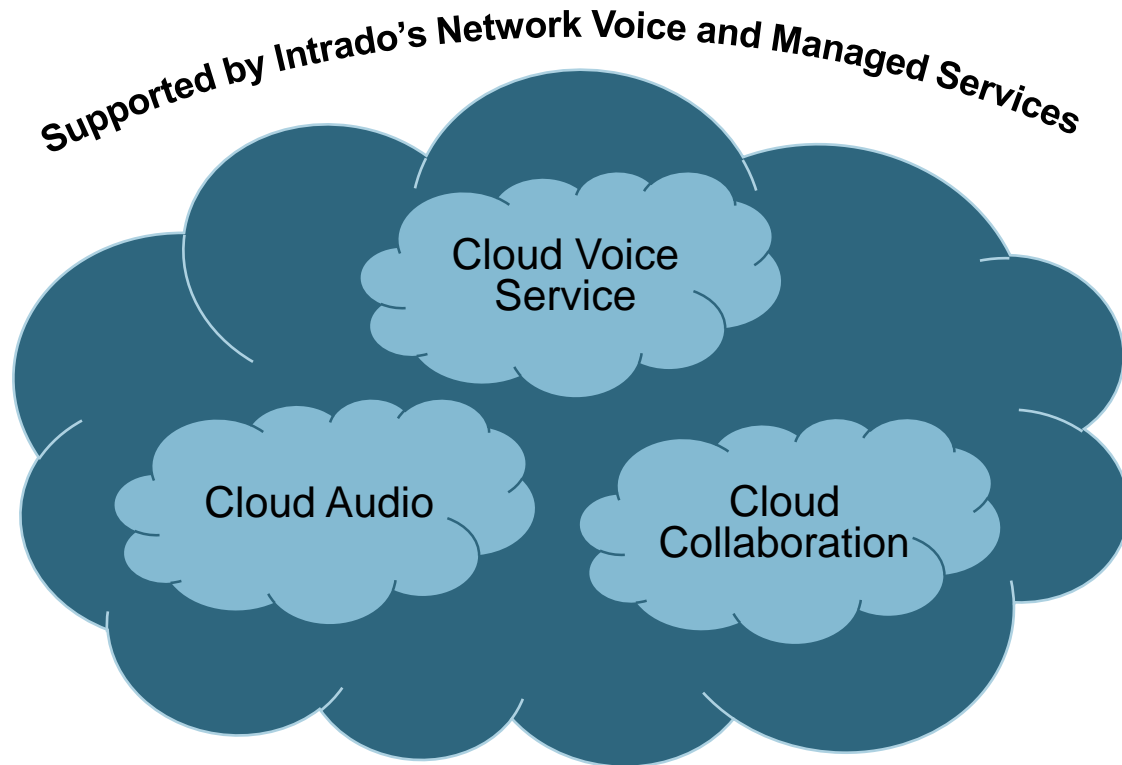 Supported by Intrado’s Network Voice and Managed Services
Cloud Voice
Service
Cloud Audio
Cloud
Collaboration